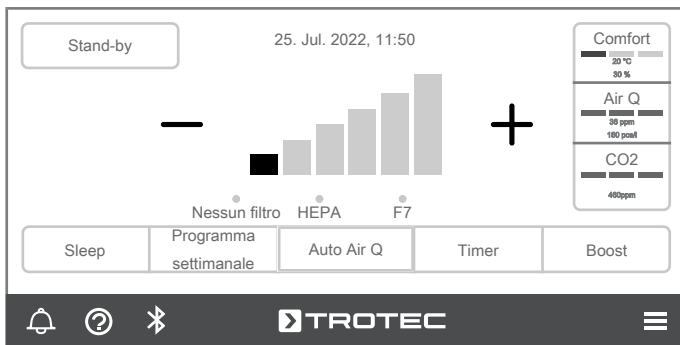 Stand-by
25. Jul. 2022, 11:50
Comfort
20 °C
30 %
Air Q
36 ppm
180 pcs/l
CO2
460ppm
Nessun filtro
HEPA
F7
Sleep
Programma
settimanale
Auto Air Q
Timer
Boost
TROTEC